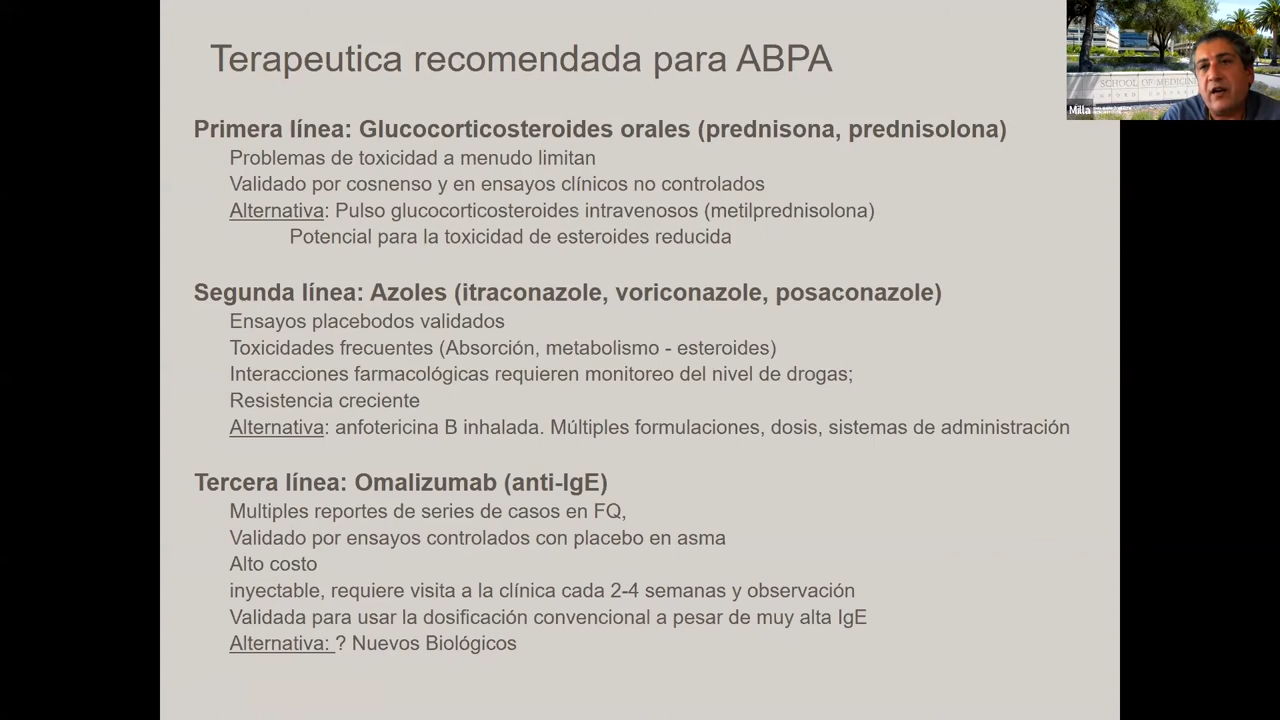 Terapeutica recomendada para ABPA
SCHOOL OF MEDICINE
Milla
Primera línea: Glucocorticosteroides orales (prednisona, prednisolona)
Problemas de toxicidad a menudo limitan
Validado por cosnenso y en ensayos clínicos no controlados
Alternativa: Pulso glucocorticosteroides intravenosos (metilprednisolona)
Potencial para la toxicidad de esteroides reducida
Segunda línea: Azoles (itraconazole, voriconazole, posaconazole)
Ensayos placebodos validados
Toxicidades frecuentes (Absorción, metabolismo - esteroides)
Interacciones farmacológicas requieren monitoreo del nivel de drogas;
Resistencia creciente
Alternativa: anfotericina B inhalada. Múltiples formulaciones, dosis, sistemas de administración
Tercera línea: Omalizumab (anti-IgE)
Multiples reportes de series de casos en FQ,
Validado por ensayos controlados con placebo en asma
Alto costo
inyectable, requiere visita a la clínica cada 2-4 semanas y observación
Validada para usar la dosificación convencional a pesar de muy alta IgE
Alternativa: ? Nuevos Biológicos